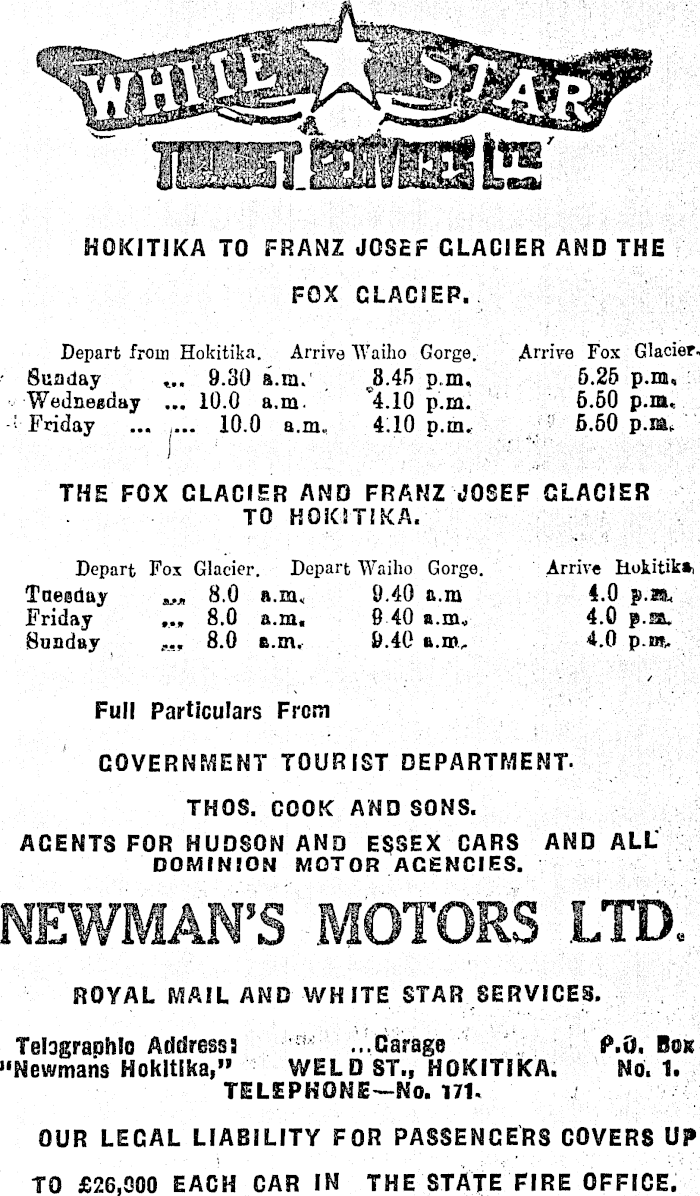 WHITE STAR
TOURIST SERVICES LTD
HOKITIKA TO FRANZ JOSEF GLACIER AND THE
FOX GLACIER.
Depart from Hokitika. Arrive Waiho Gorge. Arrive Fox Glacier.
Sunday ... 9.30 a.m. 3.45 p.m. 5.25 p.m.
Wednesday ... 10.0 a.m. 4.10 p.m. 5.50 p.m.
Friday ... ... 10.0 a.m. 4.10 p.m. 5.50 p.m.
THE FOX GLACIER AND FRANZ JOSEF GLACIER
TO HOKITIKA.
Depart Fox Glacier. Depart Waiho Gorge. Arrive Hokitika.
Tuesday ... 8.0 a.m. 9.40 a.m 4.0 p.m.
Friday ... 8.0 a.m. 9.40 a.m. 4.0 p.m.
Sunday ... 8.0 a.m. 9.40 a.m. 4.0 p.m.
Full Particulars From
GOVERNMENT TOURIST DEPARTMENT.
THOS. COOK AND SONS.
AGENTS FOR HUDSON AND ESSEX CARS AND ALL
DOMINION MOTOR AGENCIES.
NEWMAN'S MOTORS LTD.
ROYAL MAIL AND WHITE STAR SERVICES.
Telegraphic Address: ...Garage P.O. Box
"Newmans Hokitika," WELD ST., HOKITIKA. No. 1.
TELEPHONE—No. 171.
OUR LEGAL LIABILITY FOR PASSENGERS COVERS UP
TO £26,000 EACH CAR IN THE STATE FIRE OFFICE.